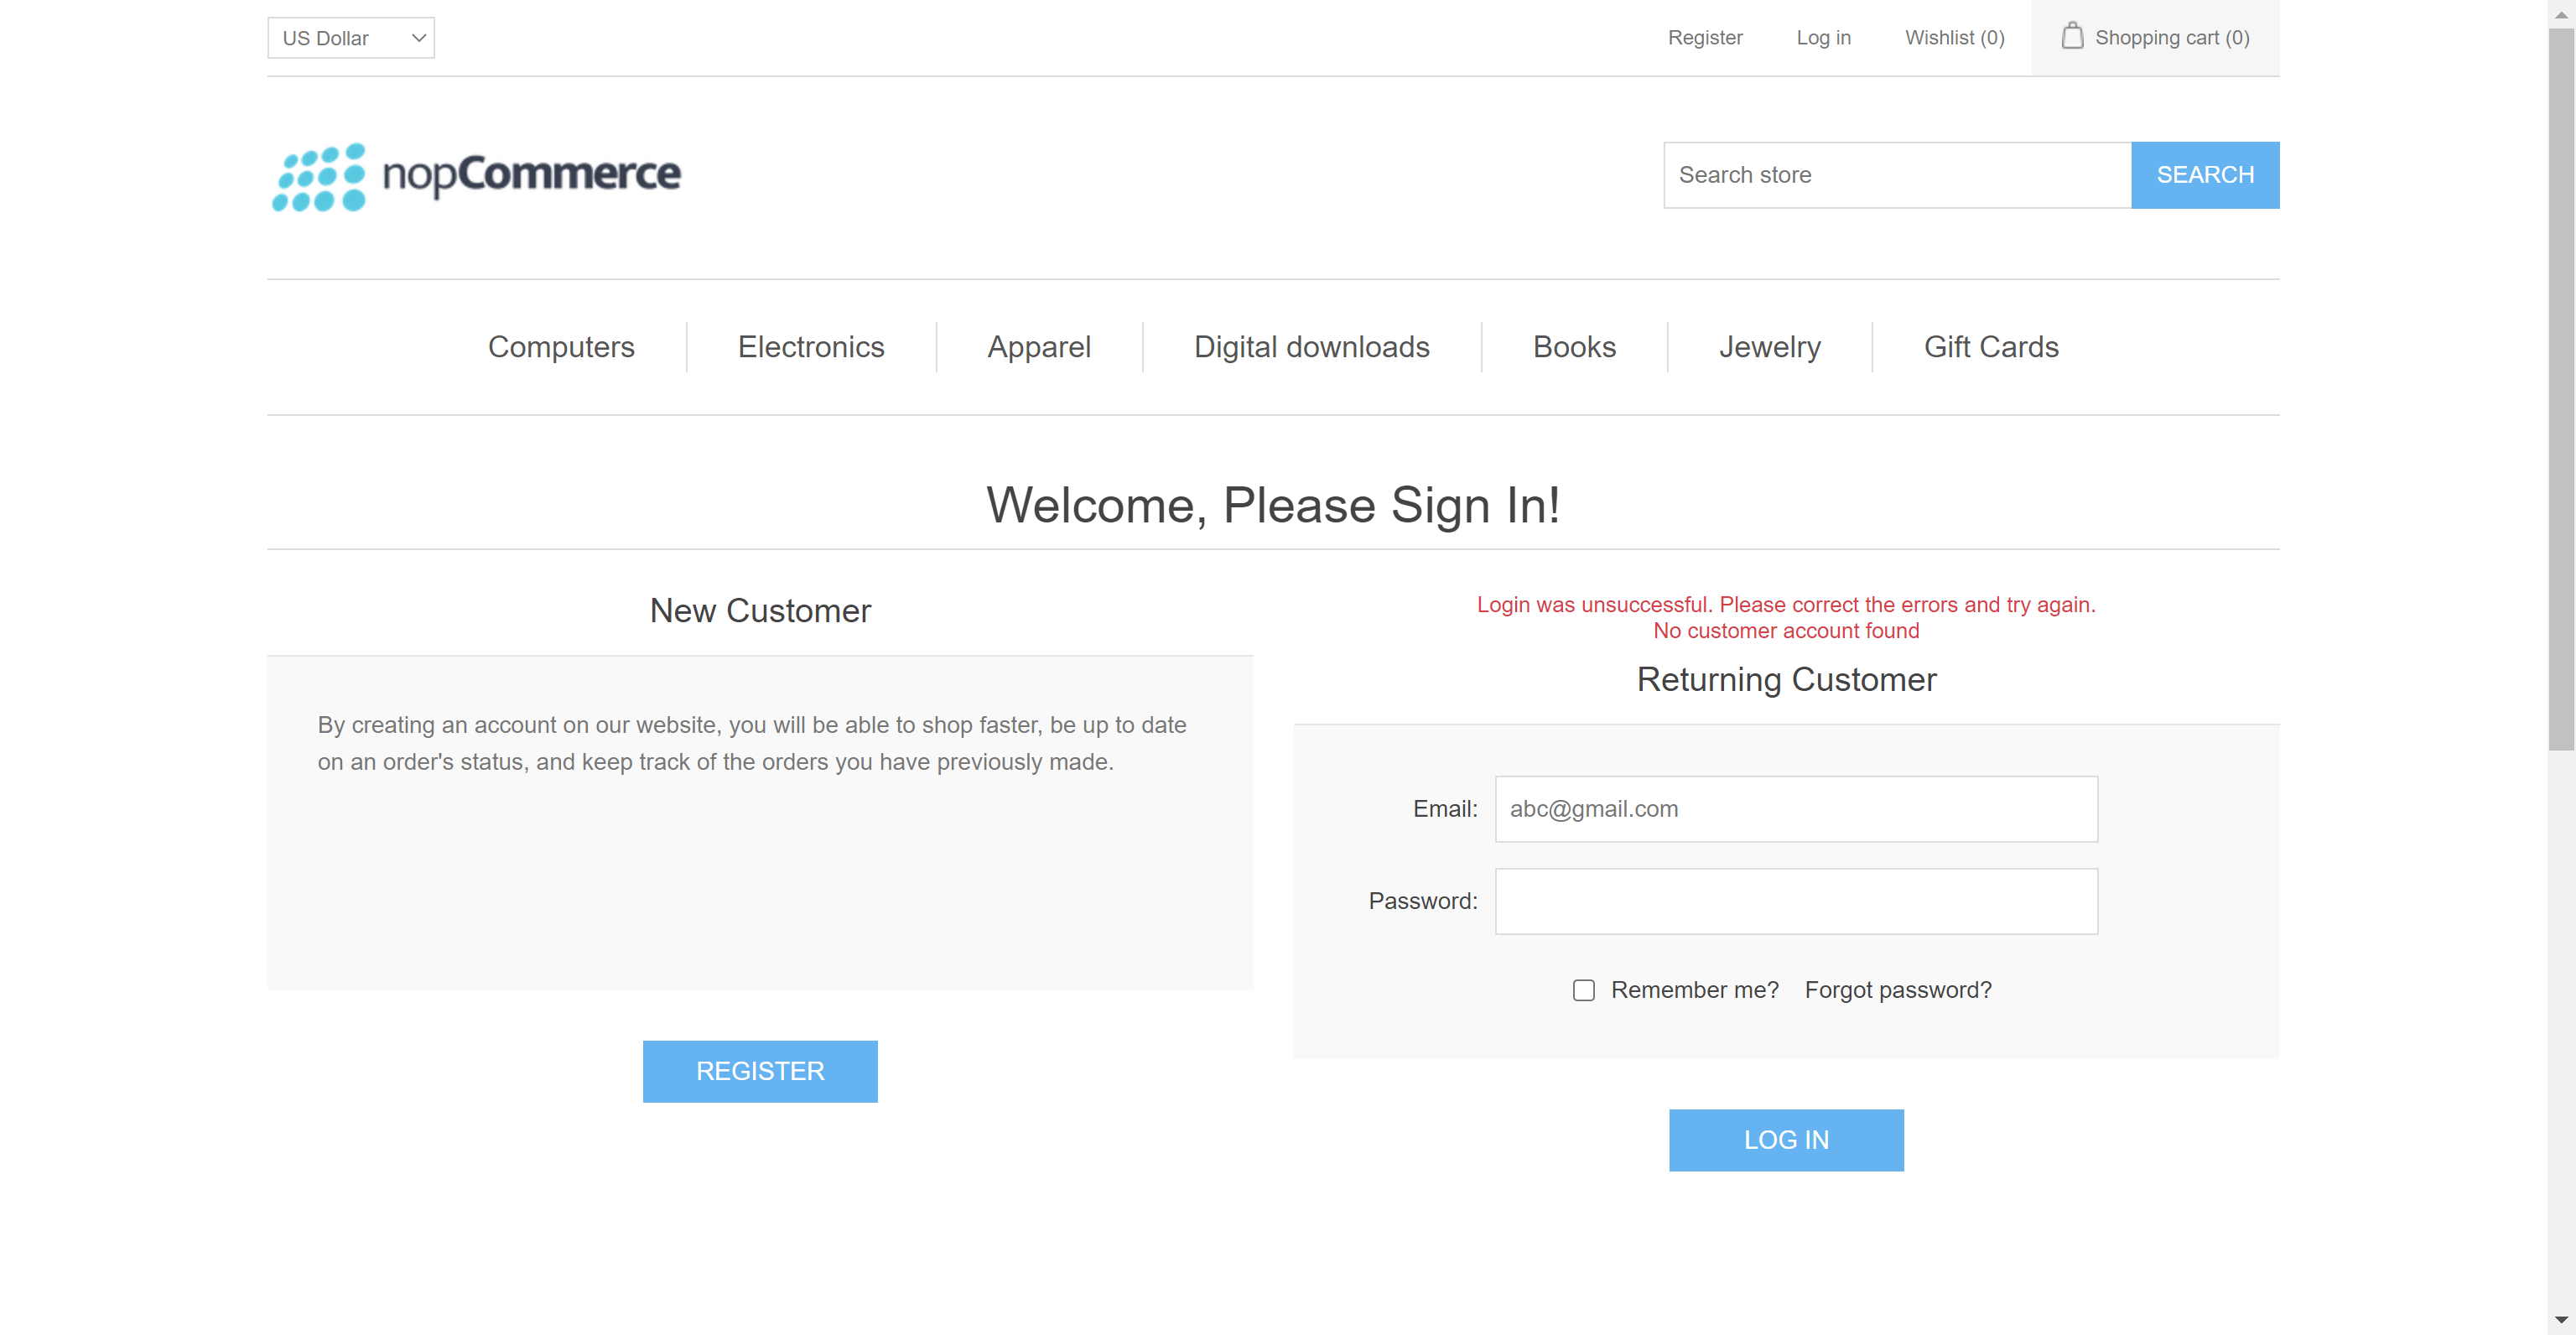 US Dollar
Register
Log in
Wishlist (0)
Shopping cart (0)
nopCommerce
Search store
SEARCH
Computers
Electronics
Apparel
Digital downloads
Books
Jewelry
Gift Cards
Welcome, Please Sign In!
New Customer
By creating an account on our website, you will be able to shop faster, be up to date
on an order's status, and keep track of the orders you have previously made.
REGISTER
Login was unsuccessful. Please correct the errors and try again.
No customer account found
Returning Customer
Email:
abc@gmail.com
Password:
Remember me?
Forgot password?
LOG IN